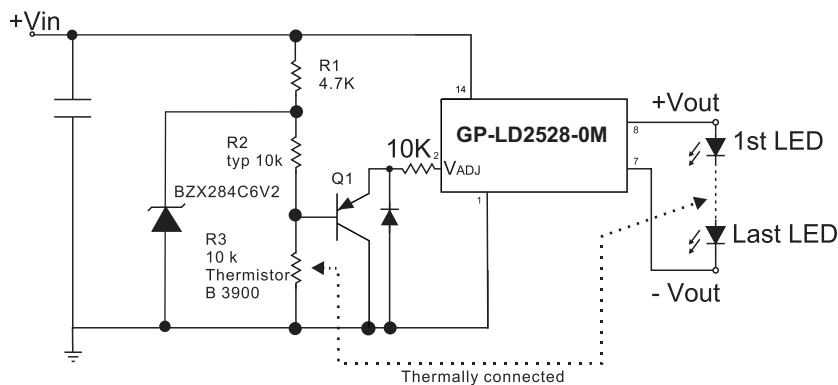 +Vin
R1
4.7K
14
GP-LD2528-0M
+Vout
8
1st LED
R2
typ 10k
10K
2
VADJ
7
BZX284C6V2
Q1
1
R3
10 k
Thermistor
B 3900
Last LED
- Vout
Thermally connected